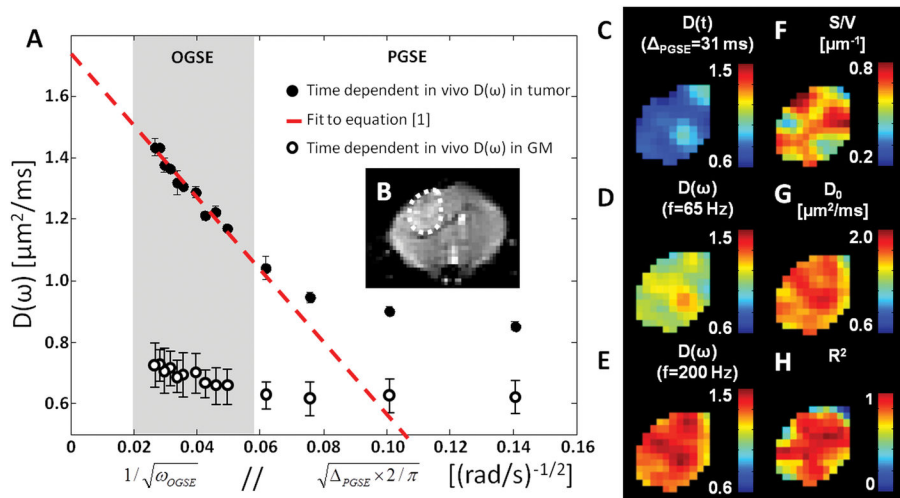 A
OGSE
PGSE
Time dependent in vivo D(ω) in tumor
Fit to equation [1]
Time dependent in vivo D(ω) in GM
B
D(ω) [μm²/ms]
1.6
1.4
1.2
1.0
0.8
0.6
0 0.02 0.04 0.06 0.08 0.10 0.12 0.14 0.16
1/√ω_OGSE // √Δ_PGSE × 2/π [(rad/s)^-1/2]
C
D(t)
(Δ_PGSE=31 ms)
1.5
0.6
F
S/V
[μm⁻¹]
0.8
0.2
D
D(ω)
(f=65 Hz)
1.5
0.6
G
D₀
[μm²/ms]
2.0
0.6
E
D(ω)
(f=200 Hz)
1.5
0.6
H
R²
1
0